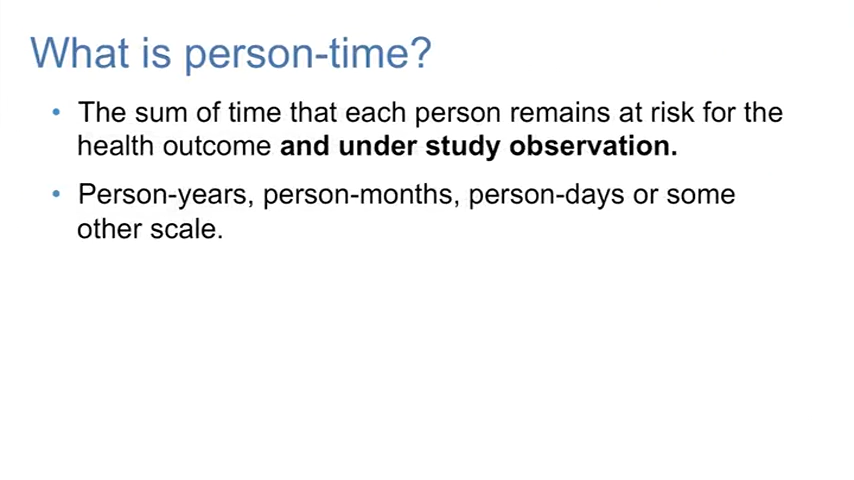 What is person-time?
• The sum of time that each person remains at risk for the
health outcome and under study observation.
• Person-years, person-months, person-days or some
other scale.